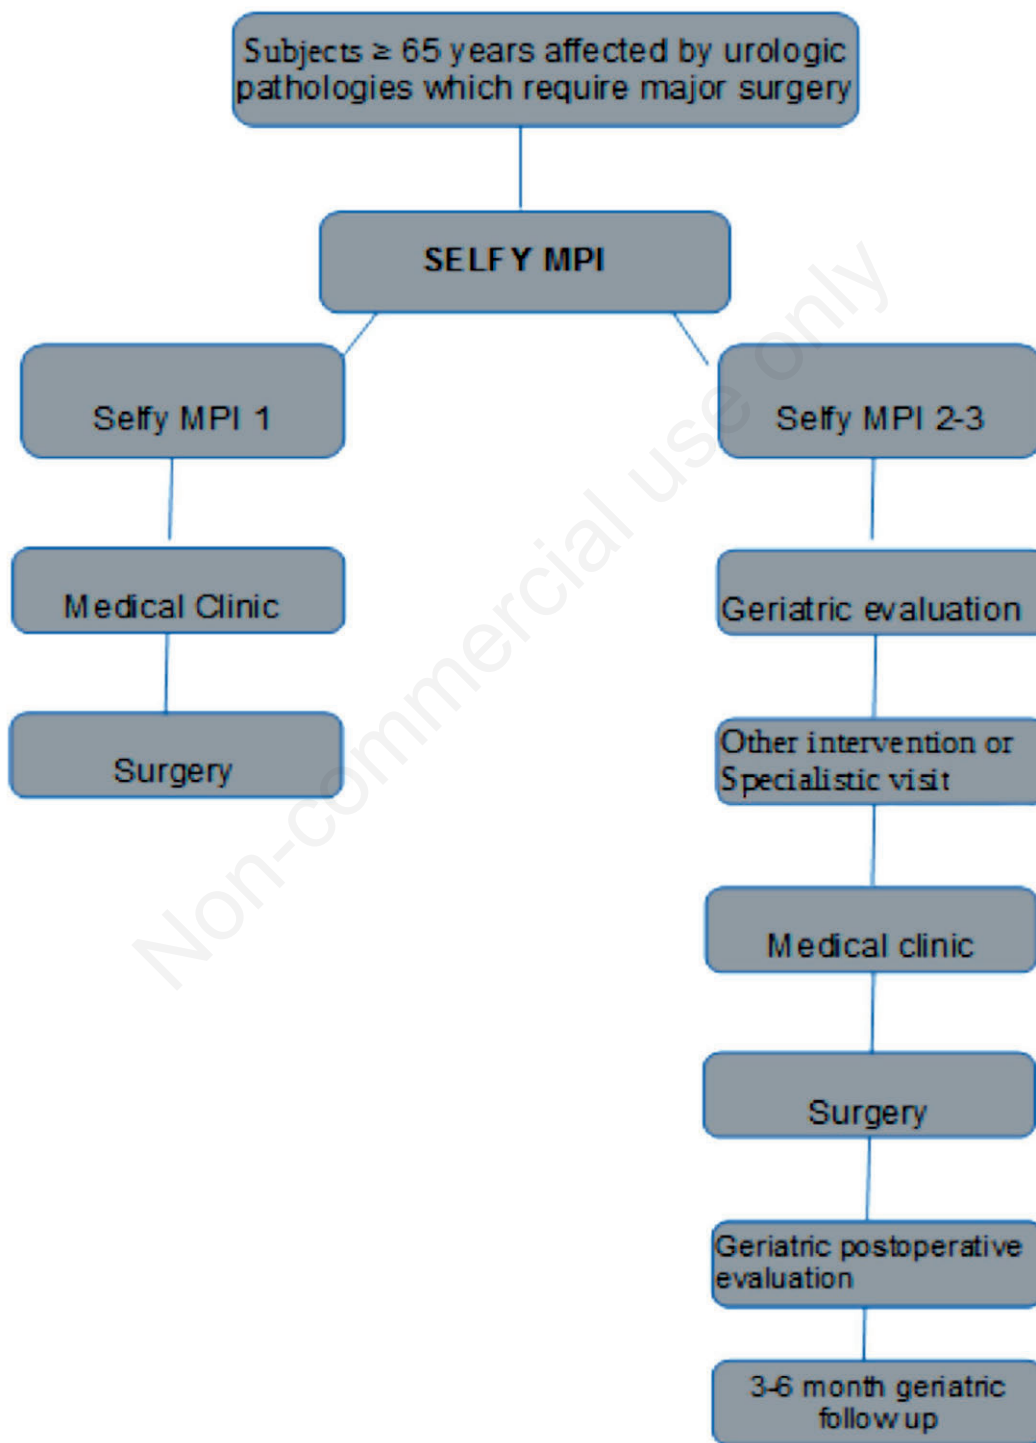 Subjects ≥ 65 years affected by urologic
pathologies which require major surgery
SELFY MPI
Selfy MPI 1
Selfy MPI 2-3
Medical Clinic
Geriatric evaluation
Surgery
Other intervention or
Specialistic visit
Medical clinic
Surgery
Geriatric postoperative
evaluation
3-6 month geriatric
follow up
Non-commercial use only